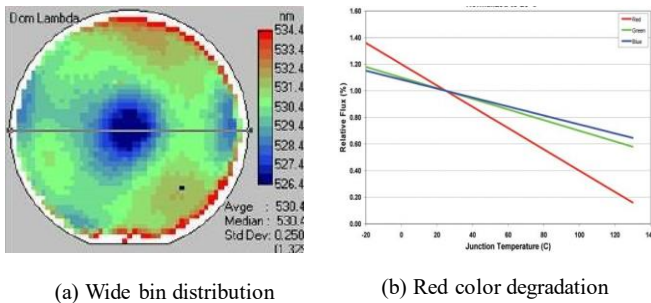 Dom Lambda
nm
534.4
533.4
532.4
531.4
530.4
529.4
528.4
527.4
526.4
Avge : 530.4
Median : 530.4
Std Dev: 0.250
Relative Flux (%)
1.60
1.40
1.20
1.00
0.80
0.60
0.40
0.20
0.00
-20 0 20 40 60 80 100 120 140
Junction Temperature (C)
Red
Green
Blue
(a) Wide bin distribution
(b) Red color degradation